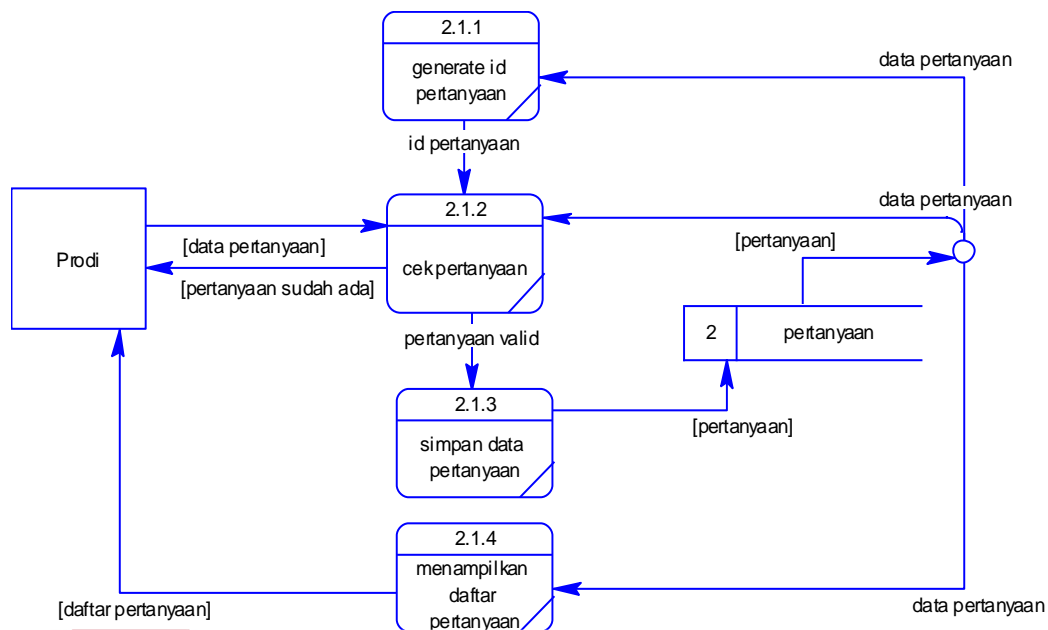 2.1.1
generate id
pertanyaan
data pertanyaan
id pertanyaan
2.1.2
data pertanyaan
[data pertanyaan]
[pertanyaan]
Prodi
cek pertanyaan
[pertanyaan sudah ada]
2
pertanyaan
pertanyaan valid
2.1.3
[pertanyaan]
simpan data
pertanyaan
2.1.4
menampilkan
daftar
pertanyaan
[daftar pertanyaan]
data pertanyaan